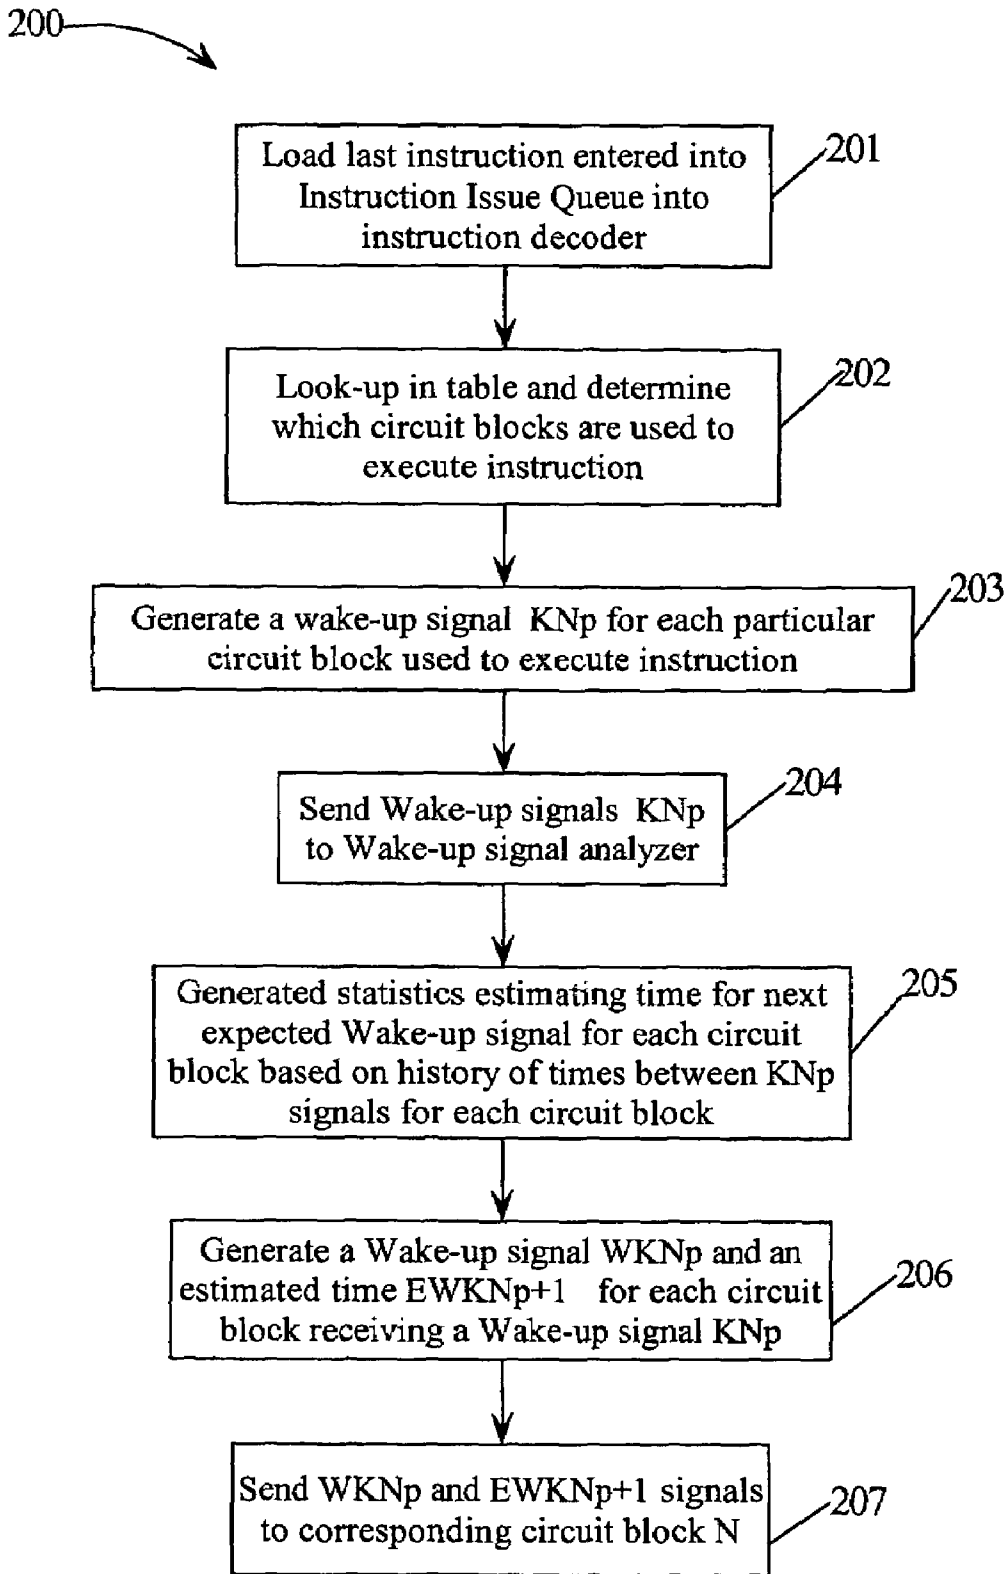 200
Load last instruction entered into
Instruction Issue Queue into
instruction decoder
201
Look-up in table and determine
which circuit blocks are used to
execute instruction
202
Generate a wake-up signal KNp for each particular
circuit block used to execute instruction
203
Send Wake-up signals KNp
to Wake-up signal analyzer
204
Generated statistics estimating time for next
expected Wake-up signal for each circuit
block based on history of times between KNp
signals for each circuit block
205
Generate a Wake-up signal WKNp and an
estimated time EWKNp+1 for each circuit
block receiving a Wake-up signal KNp
206
Send WKNp and EWKNp+1 signals
to corresponding circuit block N
207